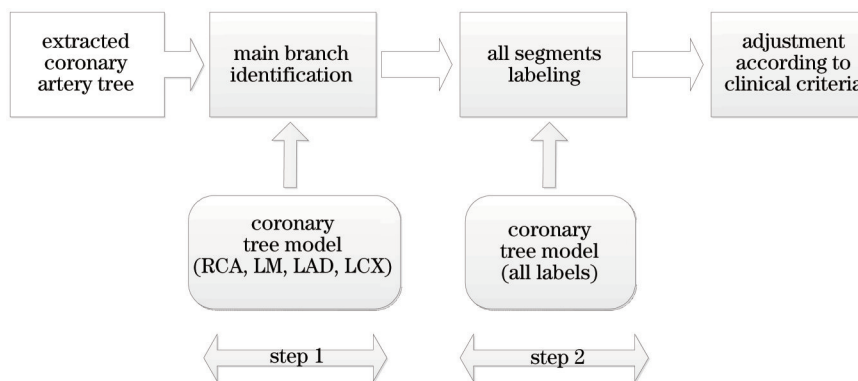 extracted
coronary
artery tree
main branch
identification
all segments
labeling
adjustment
according to
clinical criteria
coronary
tree model
(RCA, LM, LAD, LCX)
coronary
tree model
(all labels)
step 1
step 2